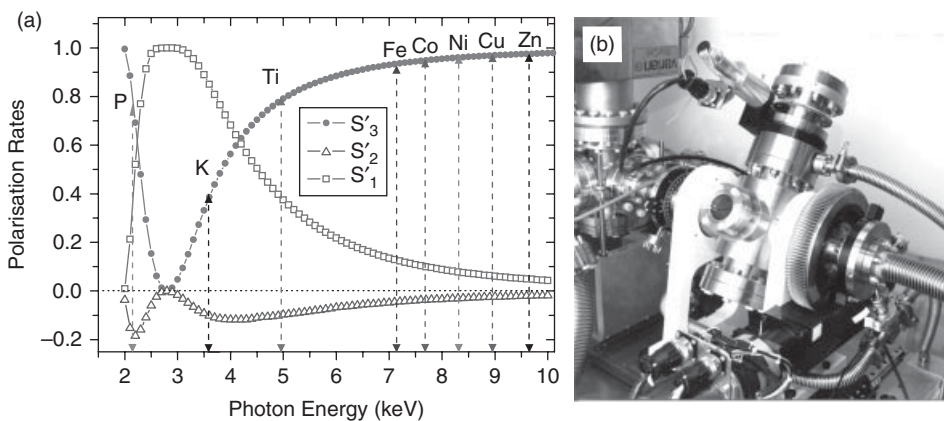 (a)
1.0
0.8
0.6
0.4
0.2
0.0
−0.2
Polarisation Rates
P
K
Ti
Fe
Co
Ni
Cu
Zn
S′3
S′2
S′1
2 3 4 5 6 7 8 9 10
Photon Energy (keV)
(b)
varian